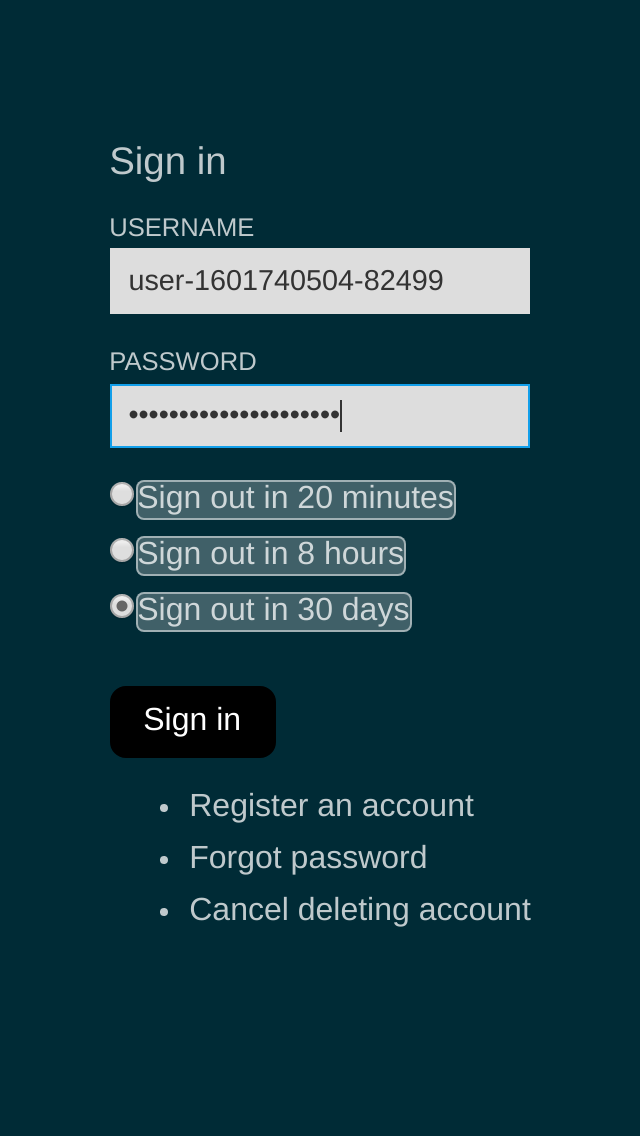 Sign in
USERNAME
user-1601740504-82499
PASSWORD
•••••••••••••••••••••
Sign out in 20 minutes
Sign out in 8 hours
Sign out in 30 days
Sign in
• Register an account
• Forgot password
• Cancel deleting account